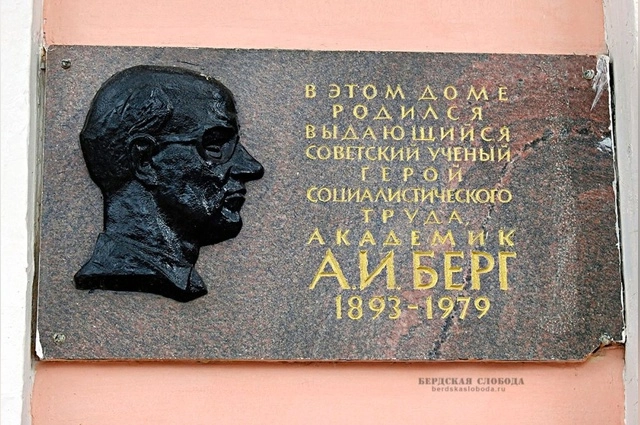 В ЭТОМ ДОМЕ
РОДИЛСЯ
ВЫДАЮЩИЙСЯ
СОВЕТСКИЙ УЧЕНЫЙ
ГЕРОЙ
СОЦИАЛИСТИЧЕСКОГО
ТРУДА,
АКАДЕМИК
А.И.БЕРГ
1893-1979
БЕРДСКАЯ СЛОБОДА
berdskasloboda.ru